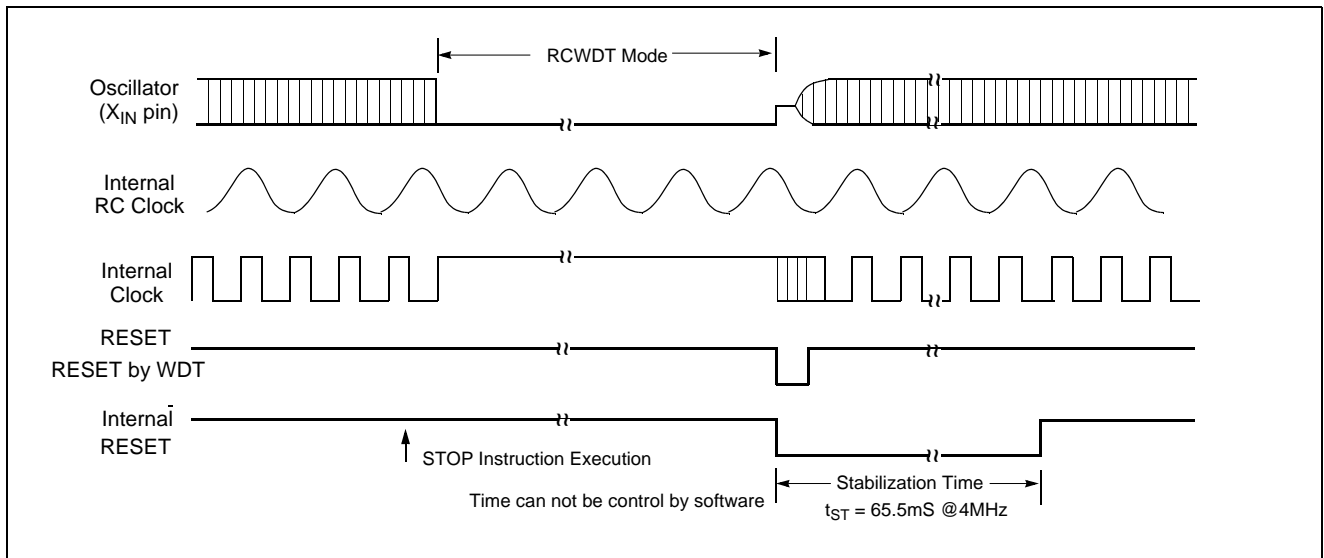 RCWDT Mode
Oscillator
(XIN pin)
Internal
RC Clock
Internal
Clock
RESET
RESET by WDT
Internal
RESET
STOP Instruction Execution
Time can not be control by software
Stabilization Time
tST = 65.5mS @4MHz